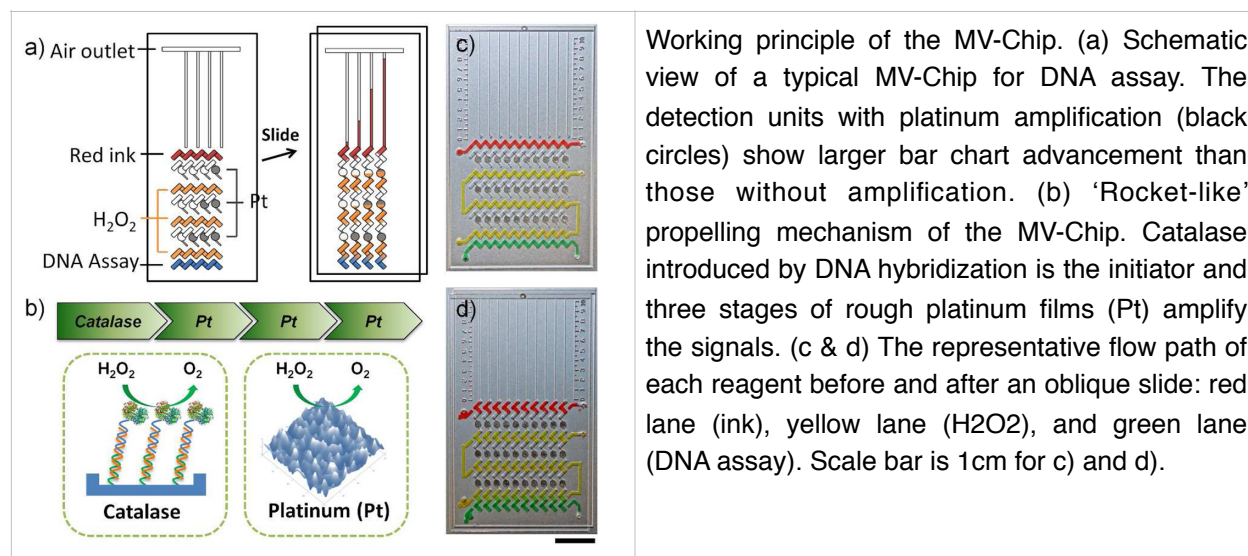 a)
Air outlet
Slide
Red ink
Pt
H₂O₂
DNA Assay
b)
Catalase Pt Pt Pt
H₂O₂ O₂
Catalase
H₂O₂ O₂
Platinum (Pt)
c)
d)
Working principle of the MV-Chip. (a) Schematic
view of a typical MV-Chip for DNA assay. The
detection units with platinum amplification (black
circles) show larger bar chart advancement than
those without amplification. (b) ‘Rocket-like’
propelling mechanism of the MV-Chip. Catalase
introduced by DNA hybridization is the initiator and
three stages of rough platinum films (Pt) amplify
the signals. (c & d) The representative flow path of
each reagent before and after an oblique slide: red
lane (ink), yellow lane (H2O2), and green lane
(DNA assay). Scale bar is 1cm for c) and d).